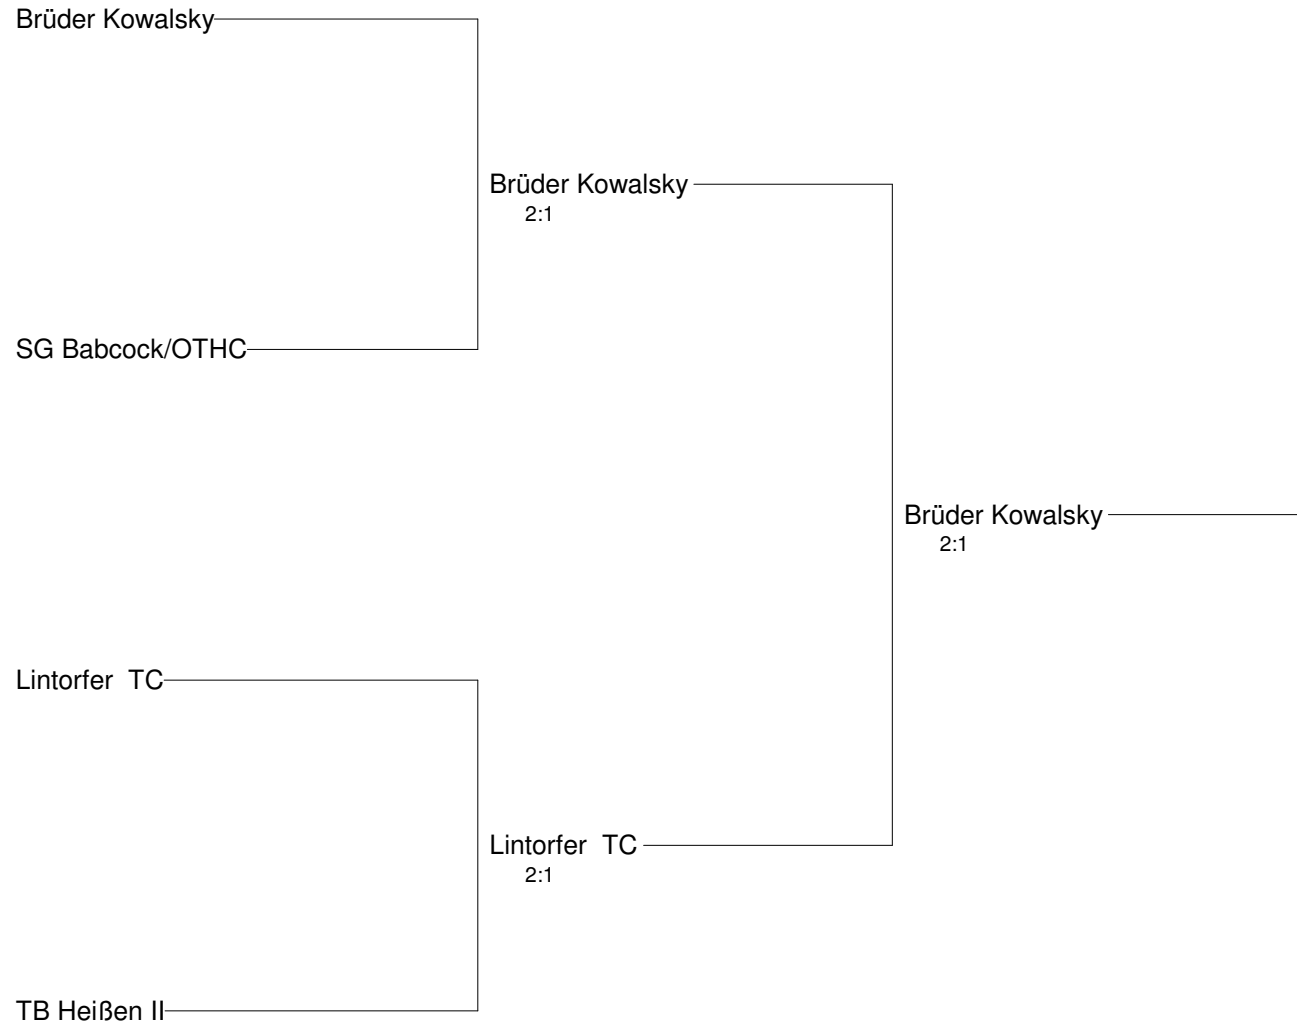 Brüder Kowalsky
Brüder Kowalsky
2:1
SG Babcock/OTHC
Brüder Kowalsky
2:1
Lintorfer  TC
Lintorfer  TC
2:1
TB Heißen II